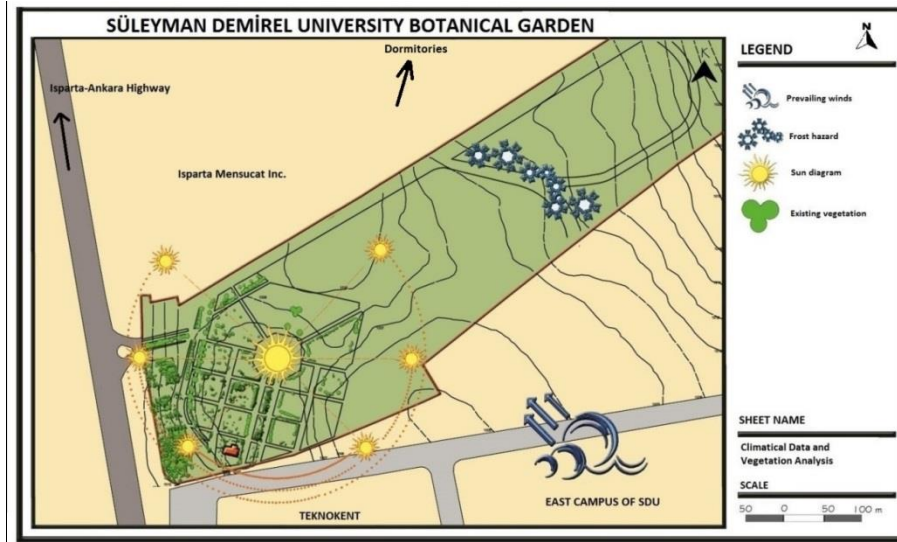 SÜLEYMAN DEMİREL UNIVERSITY BOTANICAL GARDEN
Dormitories
Isparta-Ankara Highway
Isparta Mensucat Inc.
TEKNOKENT
EAST CAMPUS OF SDU
K
N
LEGEND
Prevailing winds
Frost hazard
Sun diagram
Existing vegetation
SHEET NAME
Climatical Data and
Vegetation Analysis
SCALE
50 0 50 100 m